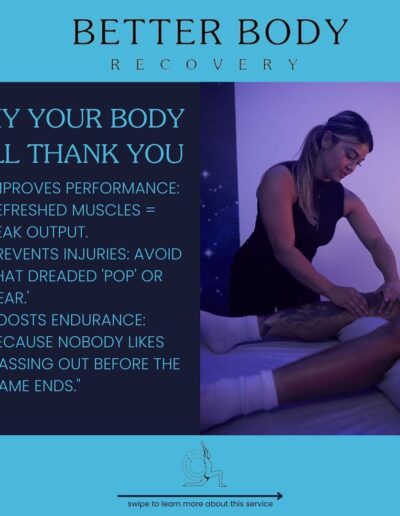 BETTER BODY
RECOVERY
Y YOUR BODY
LL THANK YOU
MPROVES PERFORMANCE:
EFRESHED MUSCLES =
EAK OUTPUT.
REVENTS INJURIES: AVOID
HAT DREADED 'POP' OR
EAR.'
OOSTS ENDURANCE:
ECAUSE NOBODY LIKES
ASSING OUT BEFORE THE
AME ENDS."
swipe to learn more about this service